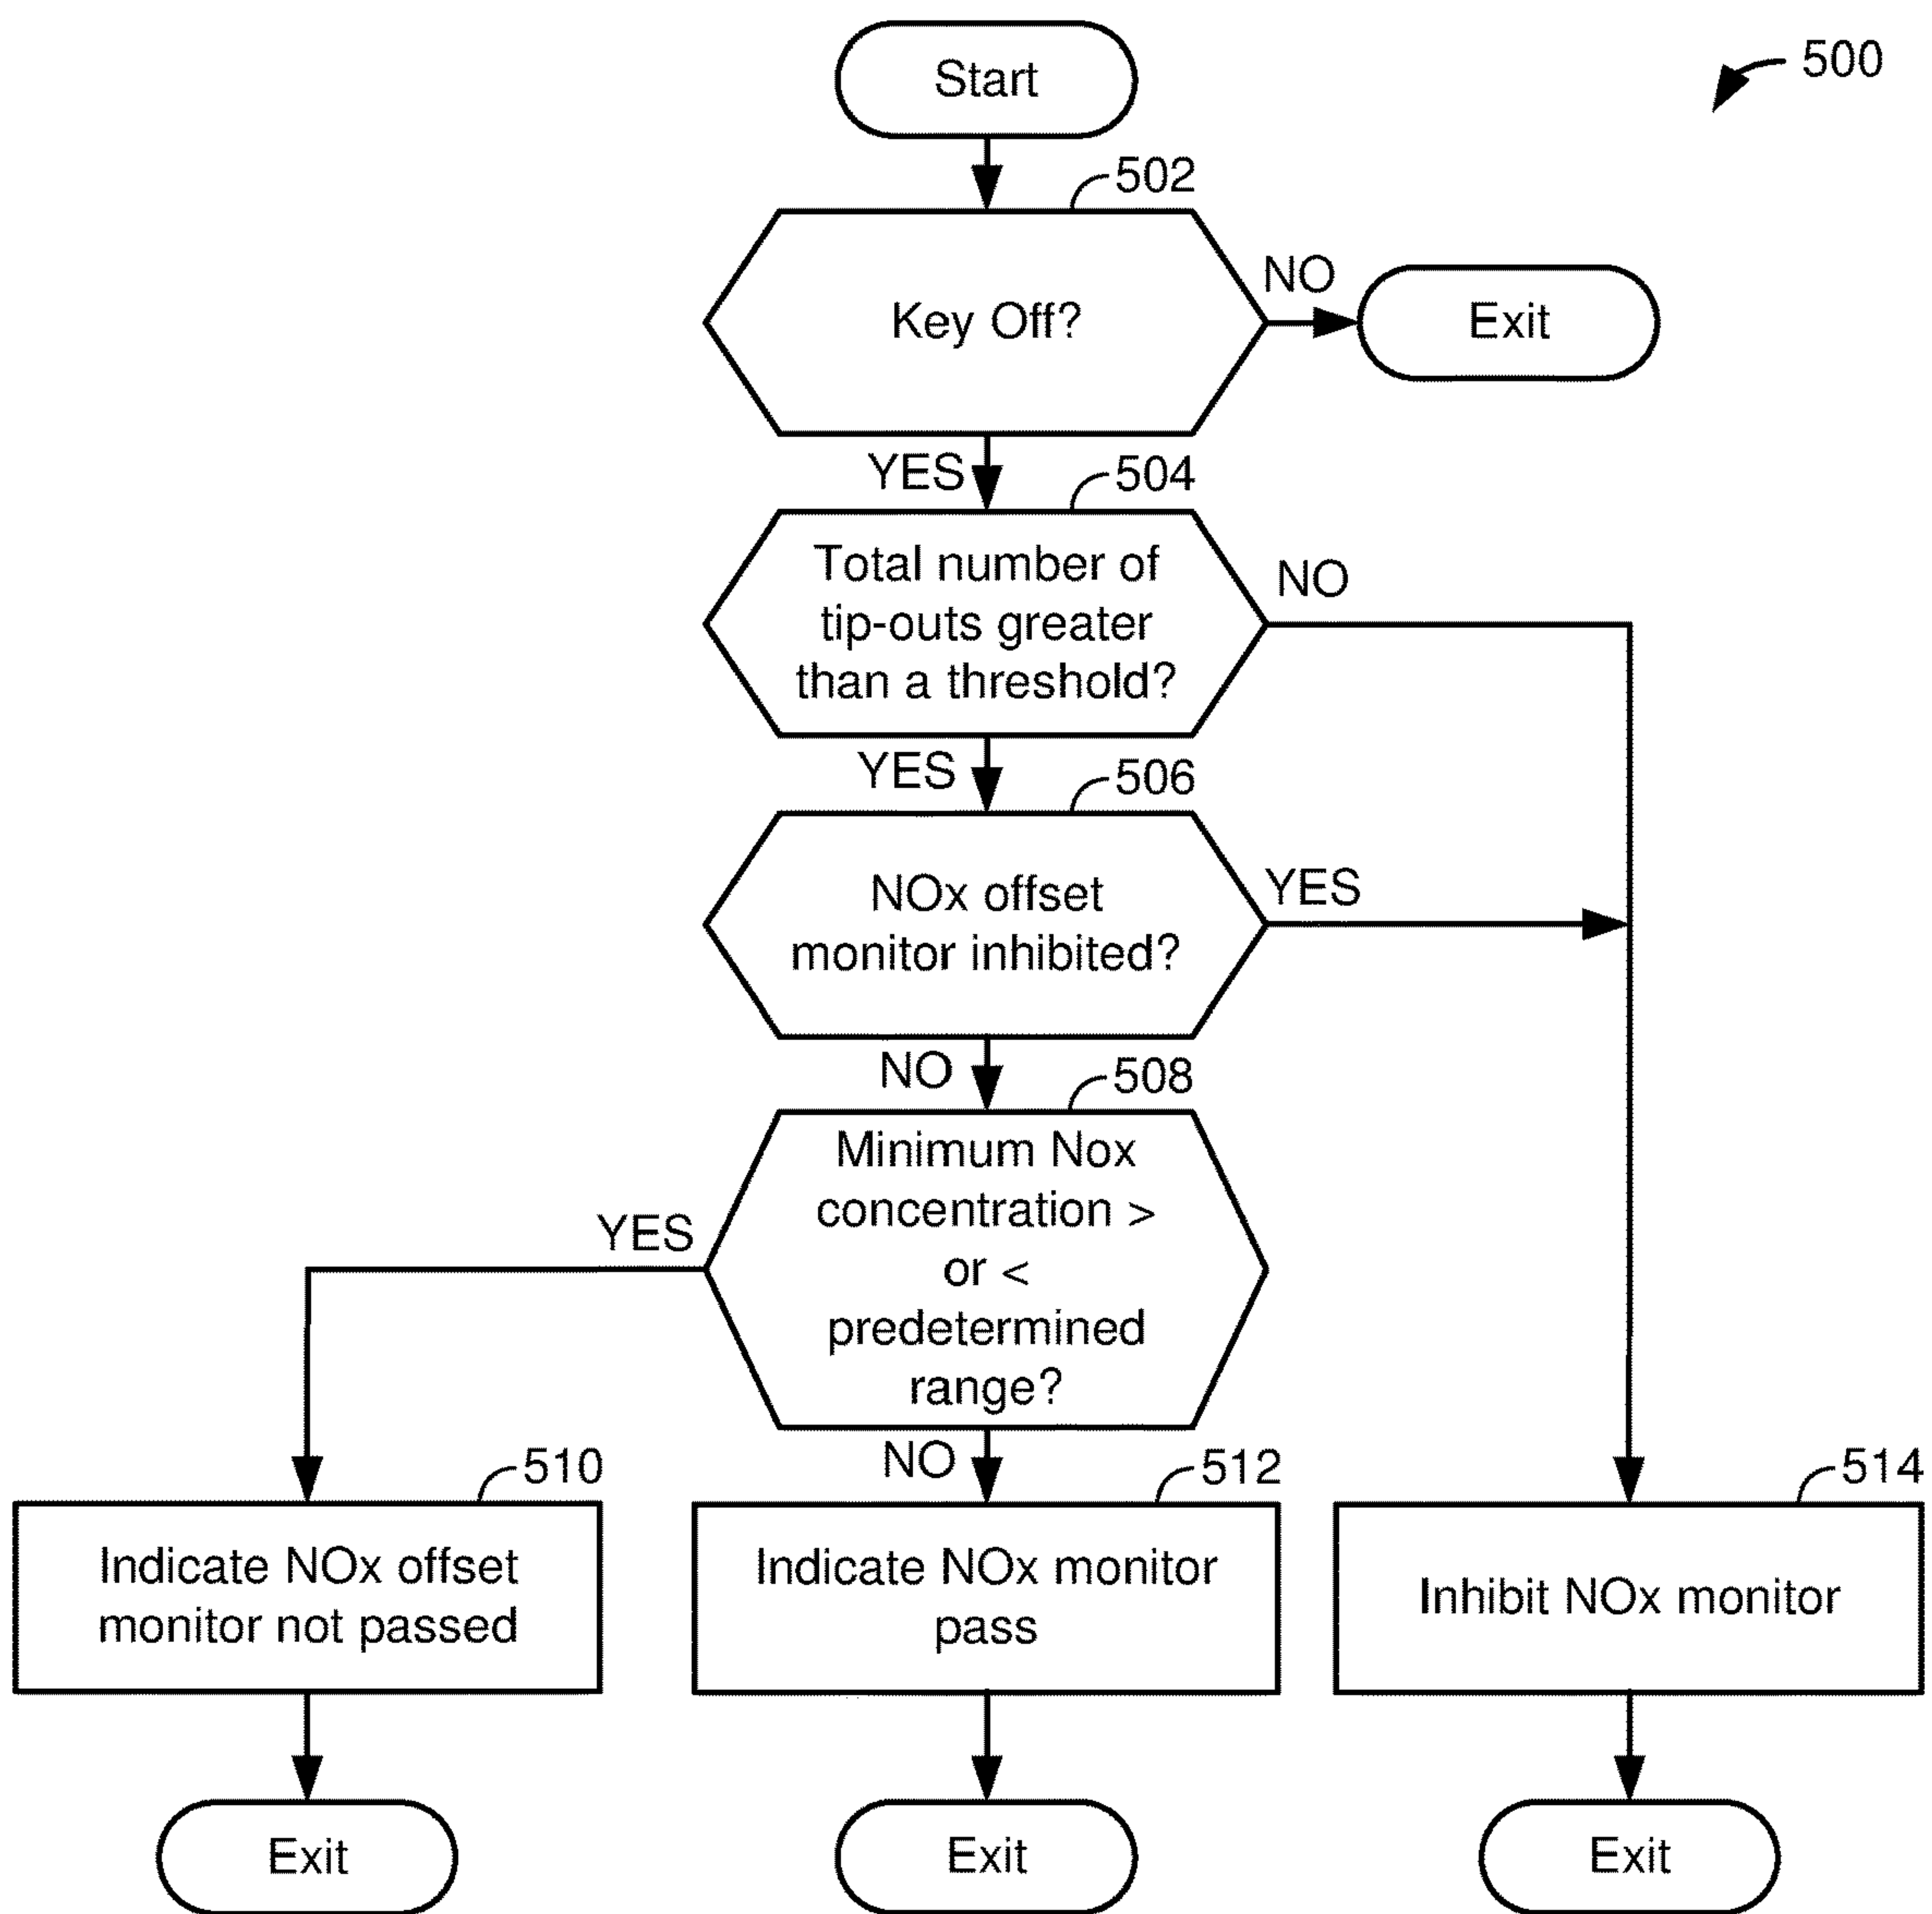 Start
500
502
Key Off?
NO
Exit
YES
504
Total number of
tip-outs greater
than a threshold?
NO
YES
506
NOx offset
monitor inhibited?
YES
NO
508
Minimum Nox
concentration >
or <
predetermined
range?
YES
NO
510
Indicate NOx offset
monitor not passed
512
Indicate NOx monitor
pass
514
Inhibit NOx monitor
Exit
Exit
Exit